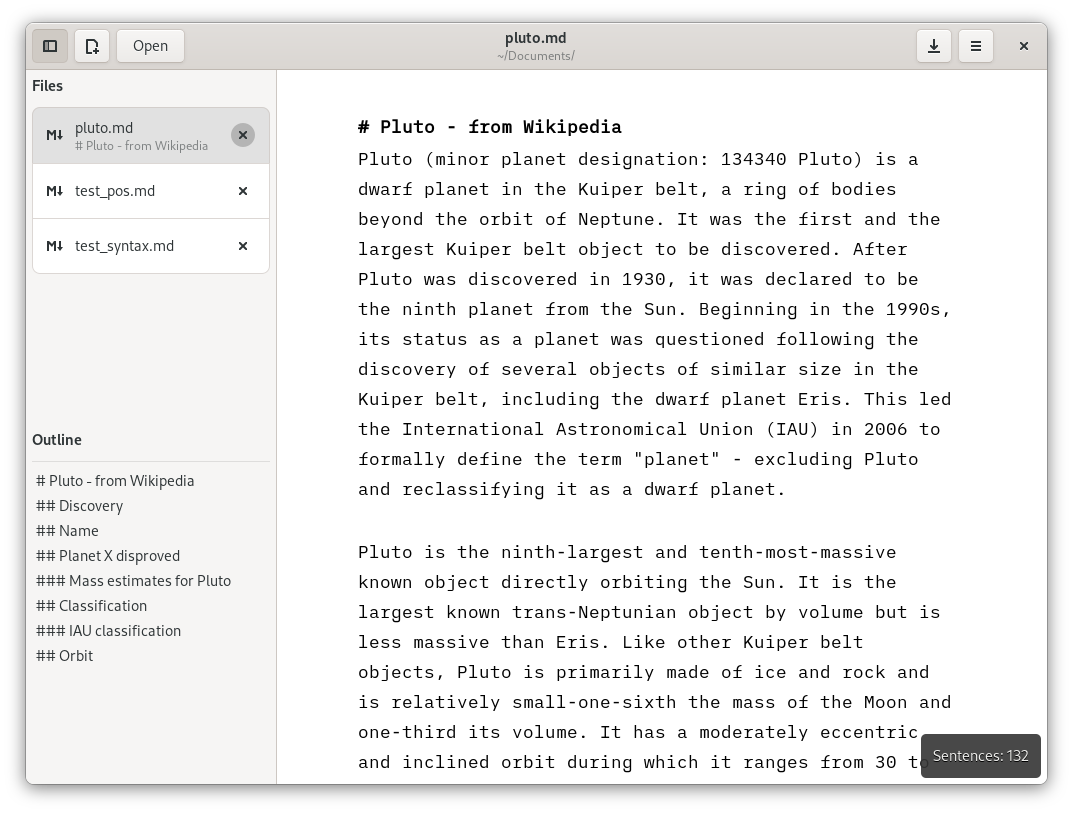 Open
pluto.md
~/Documents/
Files
M↓ pluto.md
# Pluto - from Wikipedia
M↓ test_pos.md
M↓ test_syntax.md
Outline
# Pluto - from Wikipedia
## Discovery
## Name
## Planet X disproved
### Mass estimates for Pluto
## Classification
### IAU classification
## Orbit
# Pluto - from Wikipedia
Pluto (minor planet designation: 134340 Pluto) is a
dwarf planet in the Kuiper belt, a ring of bodies
beyond the orbit of Neptune. It was the first and the
largest Kuiper belt object to be discovered. After
Pluto was discovered in 1930, it was declared to be
the ninth planet from the Sun. Beginning in the 1990s,
its status as a planet was questioned following the
discovery of several objects of similar size in the
Kuiper belt, including the dwarf planet Eris. This led
the International Astronomical Union (IAU) in 2006 to
formally define the term "planet" - excluding Pluto
and reclassifying it as a dwarf planet.
Pluto is the ninth-largest and tenth-most-massive
known object directly orbiting the Sun. It is the
largest known trans-Neptunian object by volume but is
less massive than Eris. Like other Kuiper belt
objects, Pluto is primarily made of ice and rock and
is relatively small-one-sixth the mass of the Moon and
one-third its volume. It has a moderately eccentric
and inclined orbit during which it ranges from 30 to
Sentences: 132